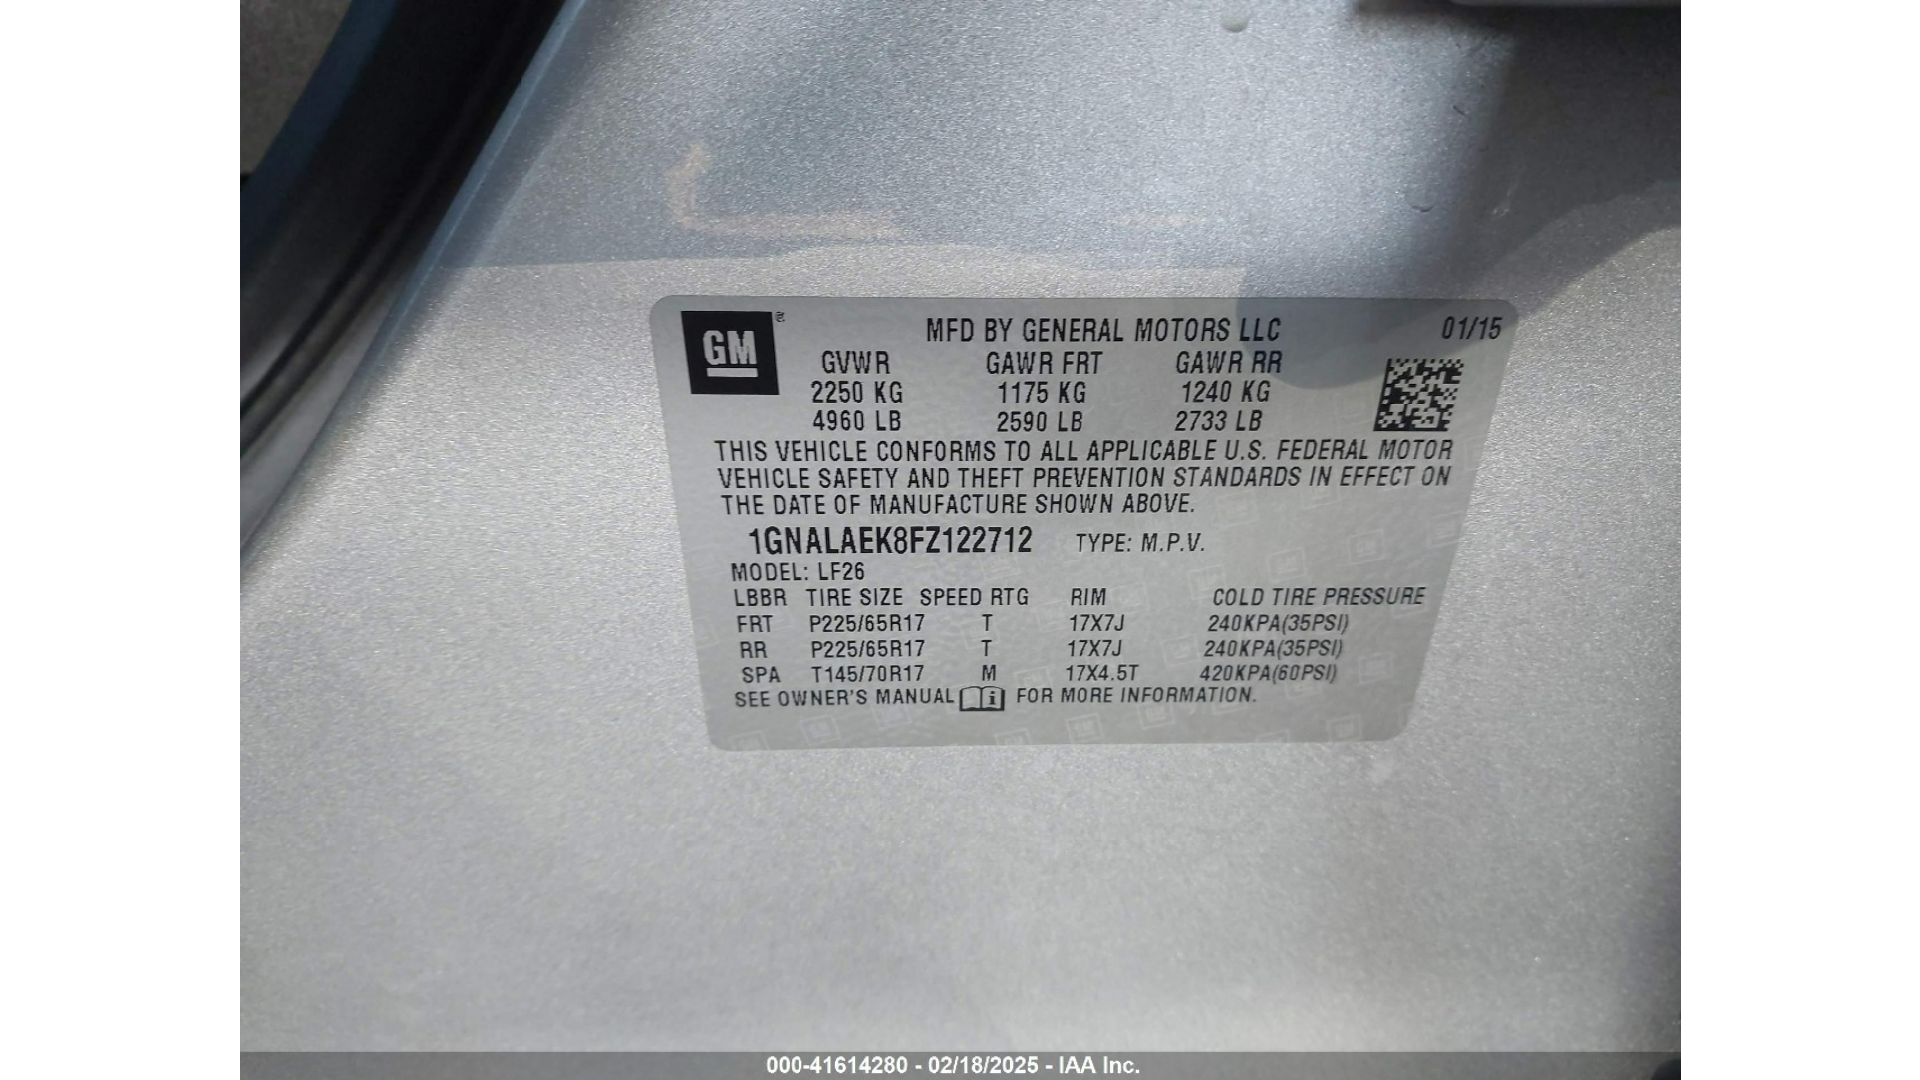 GM ® MFD BY GENERAL MOTORS LLC 01/15
GVWR GAWR FRT GAWR RR
2250 KG 1175 KG 1240 KG
4960 LB 2590 LB 2733 LB
THIS VEHICLE CONFORMS TO ALL APPLICABLE U.S. FEDERAL MOTOR
VEHICLE SAFETY AND THEFT PREVENTION STANDARDS IN EFFECT ON
THE DATE OF MANUFACTURE SHOWN ABOVE.
1GNALAEK8FZ122712 TYPE: M.P.V.
MODEL: LF26
LBBR TIRE SIZE SPEED RTG RIM COLD TIRE PRESSURE
FRT P225/65R17 T 17X7J 240KPA(35PSI)
RR P225/65R17 T 17X7J 240KPA(35PSI)
SPA T145/70R17 M 17X4.5T 420KPA(60PSI)
SEE OWNER'S MANUAL i FOR MORE INFORMATION.
000-41614280 - 02/18/2025 - IAA Inc.